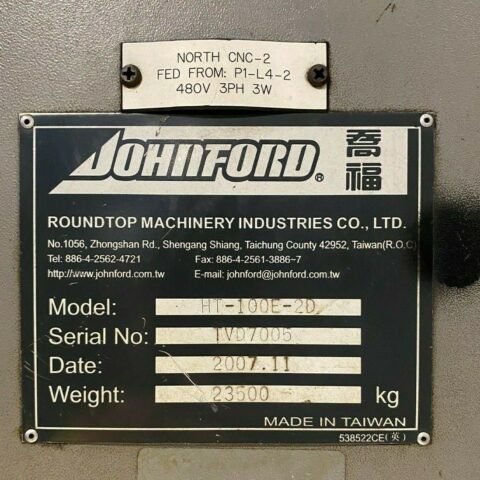 NORTH CNC-2
FED FROM: P1-L4-2
480V 3PH 3W
JOHNFORD®
喬福
ROUNDTOP MACHINERY INDUSTRIES CO., LTD.
No.1056, Zhongshan Rd., Shengang Shiang, Taichung County 42952, Taiwan(R.O.C)
Tel: 886-4-2562-4721 Fax: 886-4-2561-3886~7
http://www.johnford.com.tw E-mail: johnford@johnford.com.tw
Model: HT-100E-2D
Serial No: TVD7005
Date: 2007.11
Weight: 23500 kg
MADE IN TAIWAN
538522CE(英)